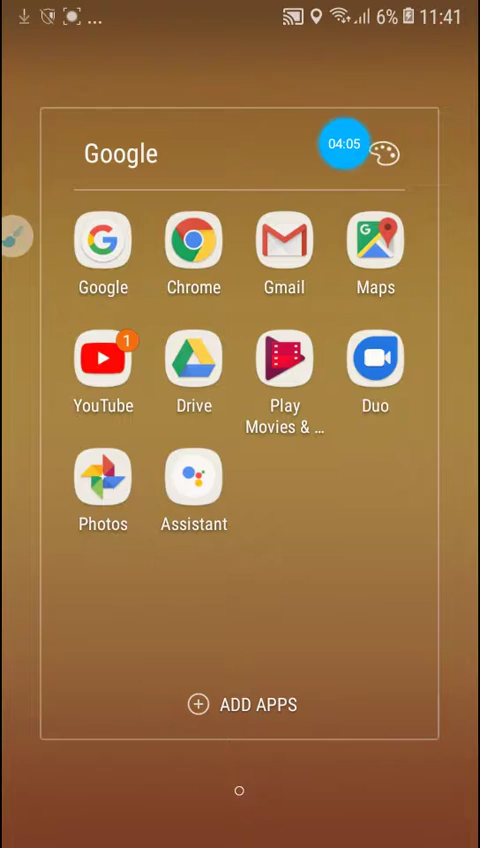 ... 6% 11:41
Google
04:05
Google Chrome Gmail Maps
1
YouTube Drive Play Duo
Movies & ...
Photos Assistant
ADD APPS